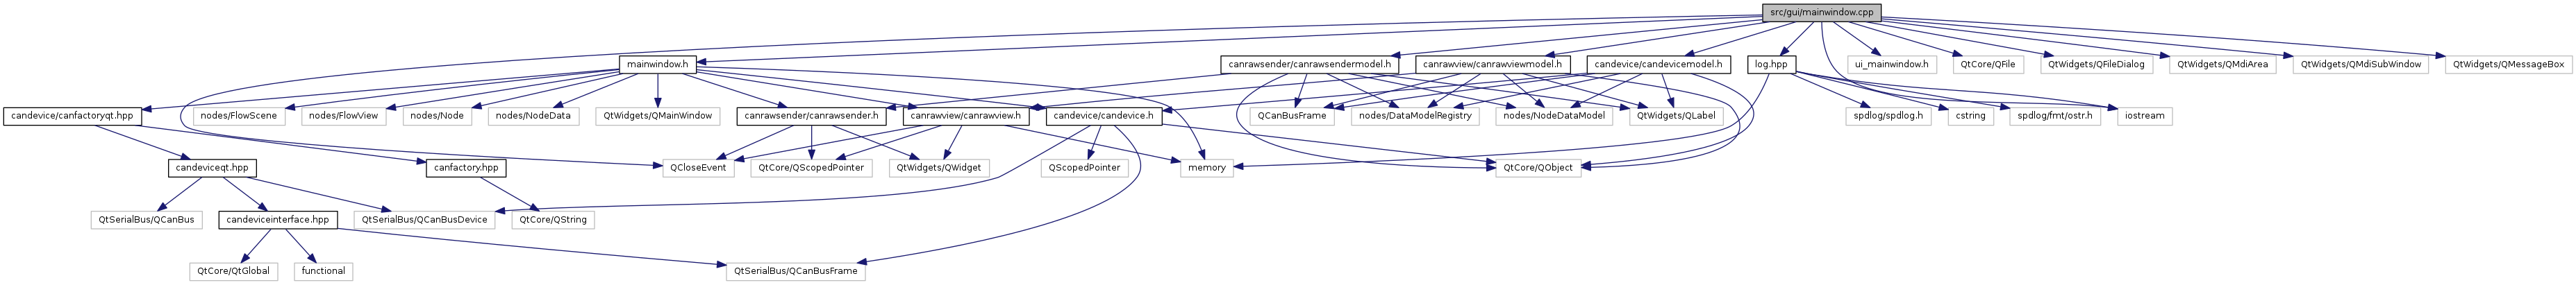 src/gui/mainwindow.cpp
mainwindow.h
canrawsender/canrawsendermodel.h
canrawview/canrawviewmodel.h
candevice/candevicemodel.h
log.hpp
ui_mainwindow.h
QtCore/QFile
QtWidgets/QFileDialog
QtWidgets/QMdiArea
QtWidgets/QMdiSubWindow
QtWidgets/QMessageBox
candevice/canfactoryqt.hpp
nodes/FlowScene
nodes/FlowView
nodes/Node
nodes/NodeData
QtWidgets/QMainWindow
canrawsender/canrawsender.h
canrawview/canrawview.h
candevice/candevice.h
QCanBusFrame
nodes/DataModelRegistry
nodes/NodeDataModel
QtWidgets/QLabel
spdlog/spdlog.h
cstring
spdlog/fmt/ostr.h
iostream
candeviceqt.hpp
canfactory.hpp
QCloseEvent
QtCore/QScopedPointer
QtWidgets/QWidget
QScopedPointer
memory
QtCore/QObject
QtSerialBus/QCanBus
candeviceinterface.hpp
QtSerialBus/QCanBusDevice
QtCore/QString
QtCore/QtGlobal
functional
QtSerialBus/QCanBusFrame